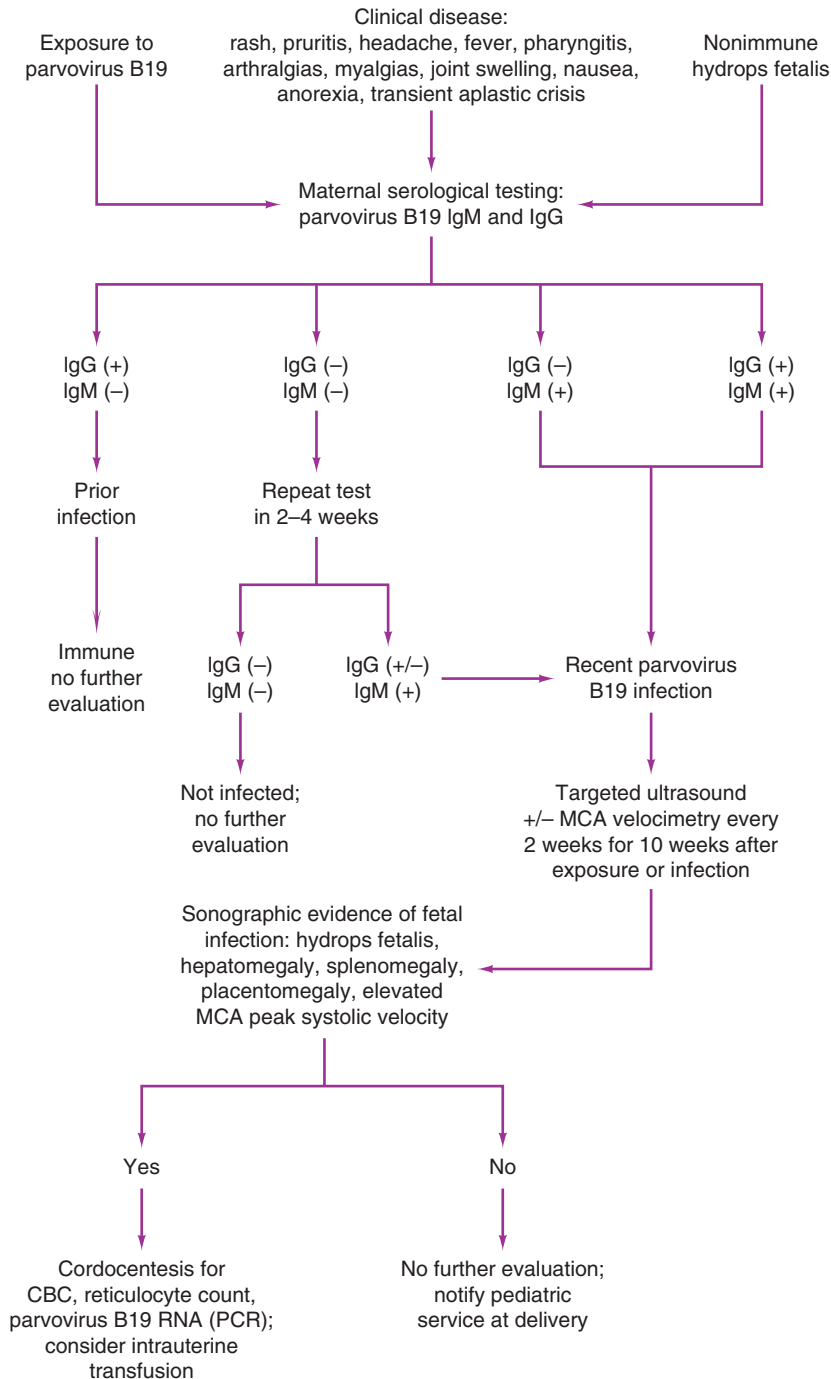 Exposure to
parvovirus B19
Clinical disease:
rash, pruritis, headache, fever, pharyngitis,
arthralgias, myalgias, joint swelling, nausea,
anorexia, transient aplastic crisis
Nonimmune
hydrops fetalis
Maternal serological testing:
parvovirus B19 IgM and IgG
IgG (+)
IgM (–)
IgG (–)
IgM (–)
IgG (–)
IgM (+)
IgG (+)
IgM (+)
Prior
infection
Repeat test
in 2–4 weeks
Immune
no further
evaluation
IgG (–)
IgM (–)
IgG (+/–)
IgM (+)
Recent parvovirus
B19 infection
Not infected;
no further
evaluation
Targeted ultrasound
+/– MCA velocimetry every
2 weeks for 10 weeks after
exposure or infection
Sonographic evidence of fetal
infection: hydrops fetalis,
hepatomegaly, splenomegaly,
placentomegaly, elevated
MCA peak systolic velocity
Yes
No
Cordocentesis for
CBC, reticulocyte count,
parvovirus B19 RNA (PCR);
consider intrauterine
transfusion
No further evaluation;
notify pediatric
service at delivery